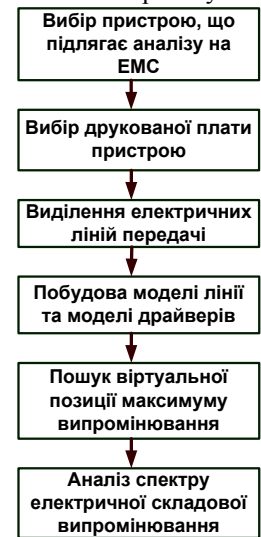 Вибір пристрою, що
підлягає аналізу на
ЕМС
Вибір друкованої плати
пристрою
Виділення електричних
ліній передачі
Побудова моделі лінії
та моделі драйверів
Пошук віртуальної
позиції максимуму
випромінювання
Аналіз спектру
електричної складової
випромінювання